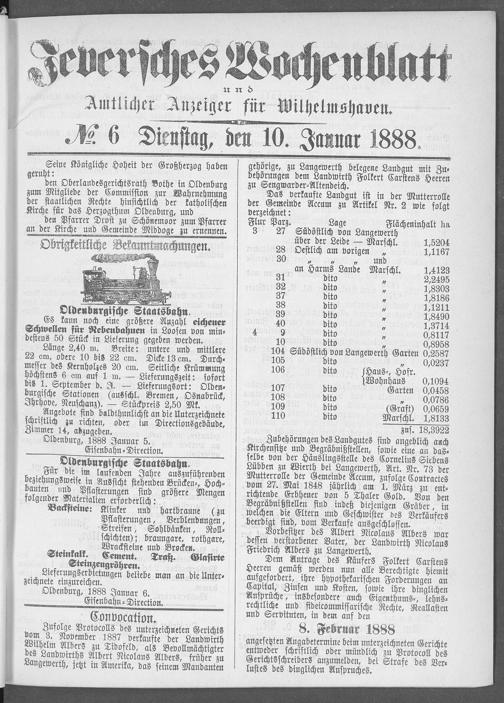 Jeversches Wochenblatt
und
Amtlicher Anzeiger für Wilhelmshaven.
№ 6 Dienstag, den 10. Januar 1888.
Seine Königliche Hoheit der Großherzog haben
geruht:
den Oberlandesgerichtsrath Bothe in Oldenburg
zum Mitgliede der Commission zur Wahrnehmung
der staatlichen Rechte hinsichtlich der katholischen
Kirche für das Herzogthum Oldenburg, und
den Pfarrer Dost zu Schönemoor zum Pfarrer
an der Kirche und Gemeinde Middoge zu ernennen.
Obrigkeitliche Bekanntmachungen.
Oldenburgische Staatsbahn.
Es kann noch eine größere Anzahl eichener
Schwellen für Nebenbahnen in Loosen von min-
destens 50 Stück in Lieferung gegeben werden.
Länge 2,40 m. Breite: untere und mittlere
22 cm, obere 10 bis 22 cm. Dicke 13 cm. Durch-
messer des Kernholzes 20 cm. Seitliche Krümmung
höchstens 6 cm auf 1 m. — Lieferungszeit: sofort
bis 1. September d. J. — Lieferungsort: Olden-
burgische Stationen (ausschl. Bremen, Osnabrück,
Ihrhove, Neuschanz). — Stückpreis 2,50 Mk.
Angebote sind baldthunlichst an die Unterzeichnete
schriftlich zu richten, oder im Directionsgebäude,
Zimmer 14, abzugeben.
Oldenburg, 1888 Januar 5.
Eisenbahn-Direction.
Oldenburgische Staatsbahn.
Für die im laufenden Jahre auszuführenden
beziehungsweise in Aussicht stehenden Brücken-, Hoch-
bauten und Pflasterungen sind größere Mengen
folgender Materialien erforderlich:
Backsteine: Klinker und hartbraune (zu
Pflasterungen, Verblendungen,
Streifen, Sohlbänken, Roll-
schichten); braungare, rothgare,
Wracksteine und Brocken.
Steinkalk. Cement. Traß. Glasirte
Steinzeugröhren.
Lieferungsbedingungen beliebe man an die Unter-
zeichnete einzureichen.
Oldenburg, 1888 Januar 6.
Eisenbahn-Direction.
Convocation.
Zufolge Protocolls des unterzeichneten Gerichts
vom 3. November 1887 verkaufte der Landwirth
Wilhelm Albers zu Tidofeld, als Bevollmächtigter
des Landwirths Albert Nicolaus Albers, früher zu
Langewerth, jetzt in Amerika, das seinem Mandanten
gehörige, zu Langewerth belegene Landgut mit Zu-
behörungen dem Landwirth Folkert Carstens Herren
zu Sengwarder-Altendeich.
Das verkaufte Landgut ist in der Mutterrolle
der Gemeinde Accum zu Artikel Nr. 2 wie folgt
verzeichnet:
Flur Parz. Lage Flächeninhalt ha
3 27 Südöstlich von Langewerth
über der Leide — Marschl. 1,5204
28 Oestlich am vorigen „ 1,1167
30 „ „ „ und
an Harms Lande Marschl. 1,4123
31 dito „ 2,2495
32 dito „ 1,8303
37 dito „ 1,8186
38 dito „ 1,1211
39 dito „ 1,8490
40 dito „ 1,3714
4 9 dito „ 0,8117
10 dito „ 0,8958
104 Südöstlich von Langewerth Garten 0,2587
105 dito „ 0,0237
106 dito {Haus-, Hofr.
{Wohnhaus 0,1094
107 dito Garten 0,0458
108 dito „ 0,0786
109 dito (Graft) 0,0659
110 dito Marschl. 1,8133
zus. 18,3922
Zubehörungen des Landgutes sind angeblich auch
Kirchensitze und Begräbnißstellen, sowie eine an das-
selbe von der Häuslingsstelle des Cornelius Siebens
Lübben zu Wierth bei Langewerth, Art. Nr. 73 der
Mutterrolle der Gemeinde Accum, zufolge Contractes
vom 27. Mai 1848 jährlich am 1. März zu ent-
richtende Erbheuer von 5 Thaler Gold. Von den
Begräbnißstellen sind indeß diejenigen Gräber, in
welchen die Eltern und Geschwister des Verkäufers
beerdigt sind, vom Verkaufe ausgeschlossen.
Vorbesitzer des Albert Nicolaus Albers war
dessen verstorbener Vater, der Landwirth Nicolaus
Friedrich Albers zu Langewerth.
Dem Antrage des Käufers Folkert Carstens
Herren gemäß werden nun alle Berechtigte hiemit
aufgefordert, ihre hypothekarischen Forderungen an
Capital, Zinsen und Kosten, sowie ihre dinglichen
Ansprüche, insbesondere auch Eigenthums-, lehns-
rechtliche und fideicommissarische Rechte, Reallasten
und Servituten, in dem auf den
8. Februar 1888
angesetzten Angabetermine beim unterzeichneten Gerichte
entweder schriftlich oder mündlich zu Protocoll des
Gerichtsschreibers anzumelden, bei Strafe des Ver-
lustes des dinglichen Anspruches.